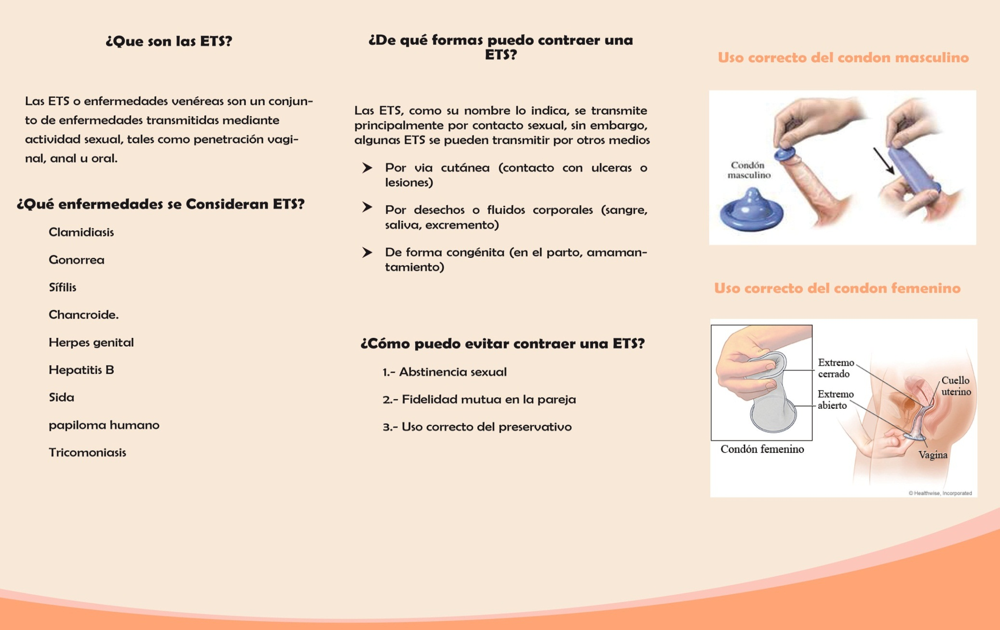 ¿Que son las ETS?
Las ETS o enfermedades venéreas son un conjun-
to de enfermedades transmitidas mediante
actividad sexual, tales como penetración vagi-
nal, anal u oral.
¿Qué enfermedades se Consideran ETS?
Clamidiasis
Gonorrea
Sífilis
Chancroide.
Herpes genital
Hepatitis B
Sida
papiloma humano
Tricomoniasis
¿De qué formas puedo contraer una
ETS?
Las ETS, como su nombre lo indica, se transmite
principalmente por contacto sexual, sin embargo,
algunas ETS se pueden transmitir por otros medios
Por via cutánea (contacto con ulceras o
lesiones)
Por desechos o fluidos corporales (sangre,
saliva, excremento)
De forma congénita (en el parto, amaman-
tamiento)
¿Cómo puedo evitar contraer una ETS?
1.- Abstinencia sexual
2.- Fidelidad mutua en la pareja
3.- Uso correcto del preservativo
Uso correcto del condon masculino
Condón
masculino
Uso correcto del condon femenino
Extremo
cerrado
Extremo
abierto
Cuello
uterino
Vagina
Condón femenino
© Healthwise, Incorporated